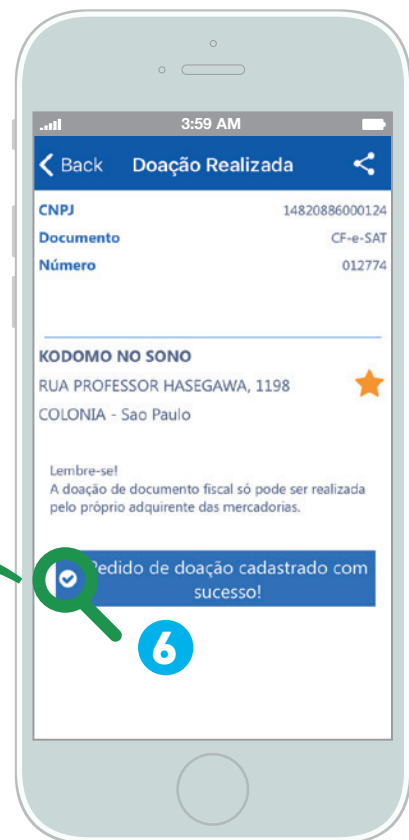 3:59 AM
Back Doação Realizada
CNPJ 14820886000124
Documento CF-e-SAT
Número 012774
KODOMO NO SONO
RUA PROFESSOR HASEGAWA, 1198
COLONIA - Sao Paulo
Lembre-se!
A doação de documento fiscal só pode ser realizada
pelo próprio adquirente das mercadorias.
Pedido de doação cadastrado com
sucesso!
6